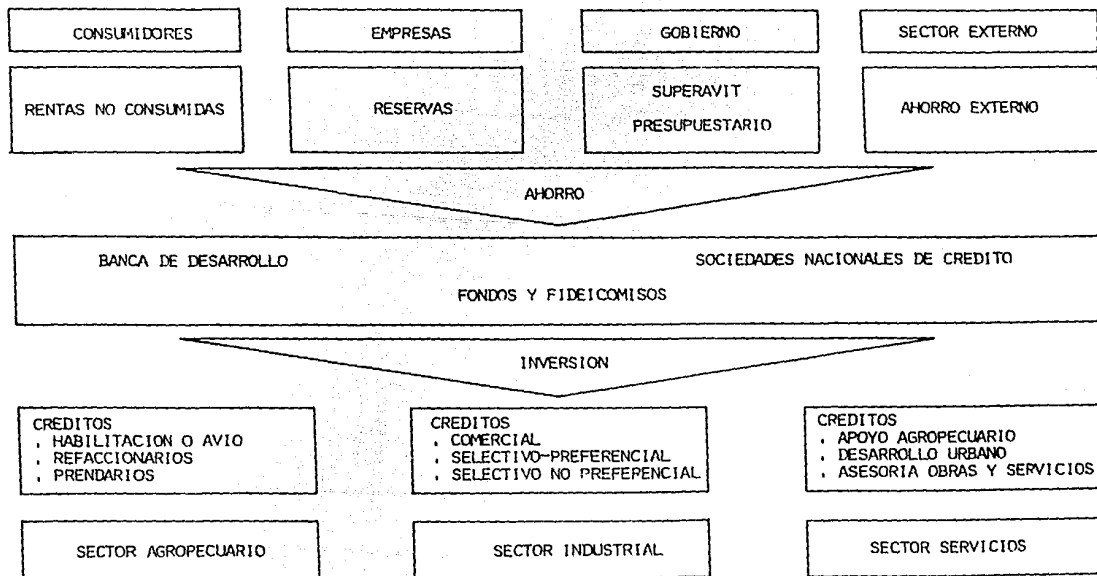 CONSUMIDORES
EMPRESAS
GOBIERNO
SECTOR EXTERNO
RENTAS NO CONSUMIDAS
RESERVAS
SUPERAVIT
PRESUPUESTARIO
AHORRO EXTERNO
AHORRO
BANCA DE DESARROLLO
SOCIEDADES NACIONALES DE CREDITO
FONDOS Y FIDEICOMISOS
INVERSION
CREDITOS
. HABILITACION O AVIO
. REFACCIONARIOS
. PRENDARIOS
CREDITOS
. COMERCIAL
. SELECTIVO-PREFERENCIAL
. SELECTIVO NO PREFERENCIAL
CREDITOS
. APOYO AGROPECUARIO
. DESARROLLO URBANO
. ASESORIA OBRAS Y SERVICIOS
SECTOR AGROPECUARIO
SECTOR INDUSTRIAL
SECTOR SERVICIOS